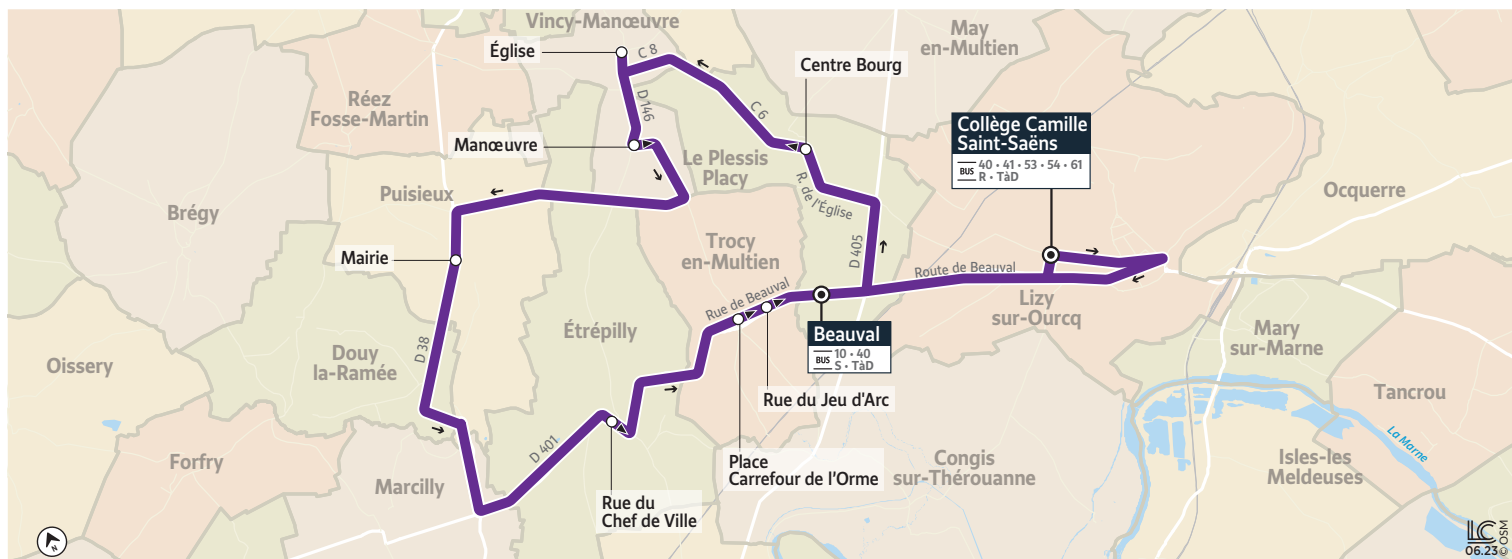 Vincy-Manœuvre
Église
C 8
May
en-Multien
Centre Bourg
Réez
Fosse-Martin
D 146
C 6
Collège Camille
Saint-Saëns
BUS 40 • 41 • 53 • 54 • 61
R • TàD
Manœuvre
Le Plessis
Placy
R. de l'Église
Ocquerre
Puisieux
Brégy
Trocy
en-Multien
D 405
Mairie
Route de Beauval
Rue de Beauval
Lizy
sur-Ourcq
Étrépilly
Beauval
BUS 10 • 40
S • TàD
Mary
sur-Marne
D 38
Douy
la-Ramée
Oissery
Rue du Jeu d'Arc
Tancrou
La Marne
D 401
Forfry
Marcilly
Place
Carrefour de l'Orme
Congis
sur-Thérouanne
Isles-les
Meldeuses
Rue du
Chef de Ville
N
LC
06.23
© OSM